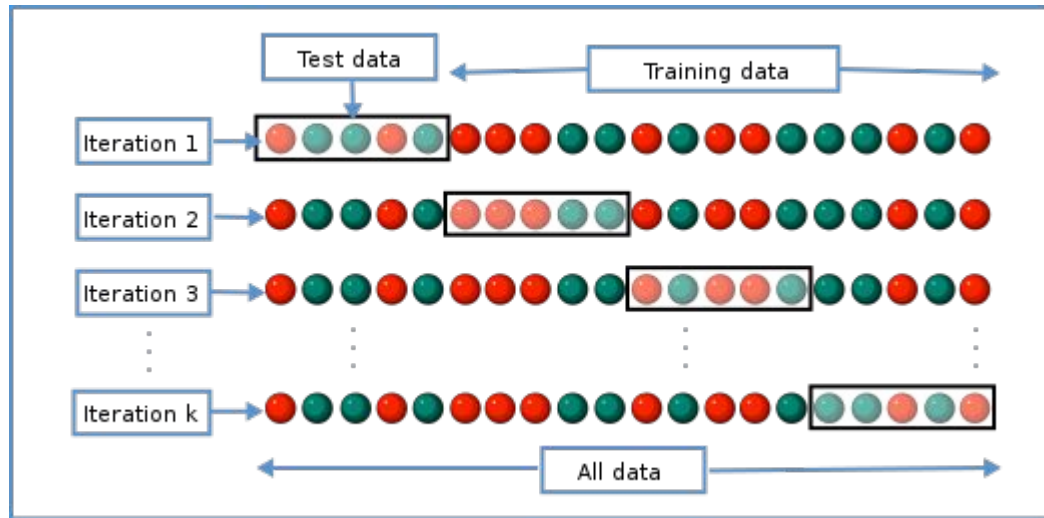 Test data
Training data
Iteration 1
Iteration 2
Iteration 3
Iteration k
All data